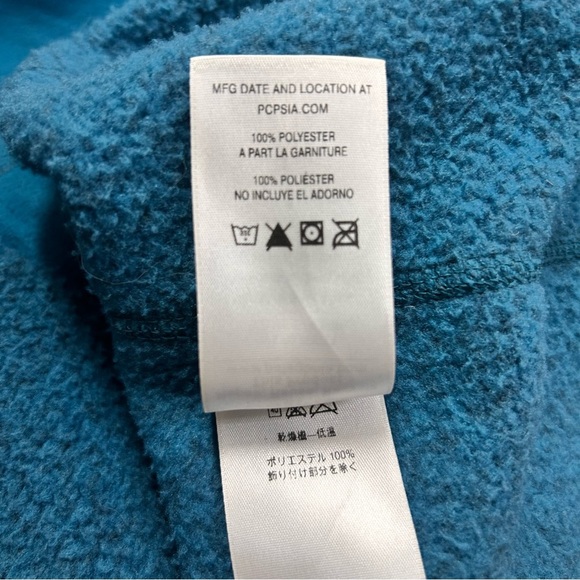 MFG DATE AND LOCATION AT
PCPSIA.COM
100% POLYESTER
A PART LA GARNITURE
100% POLIÉSTER
NO INCLUYE EL ADORNO
乾燥機—低温
ポリエステル 100%
飾り付け部分を除く